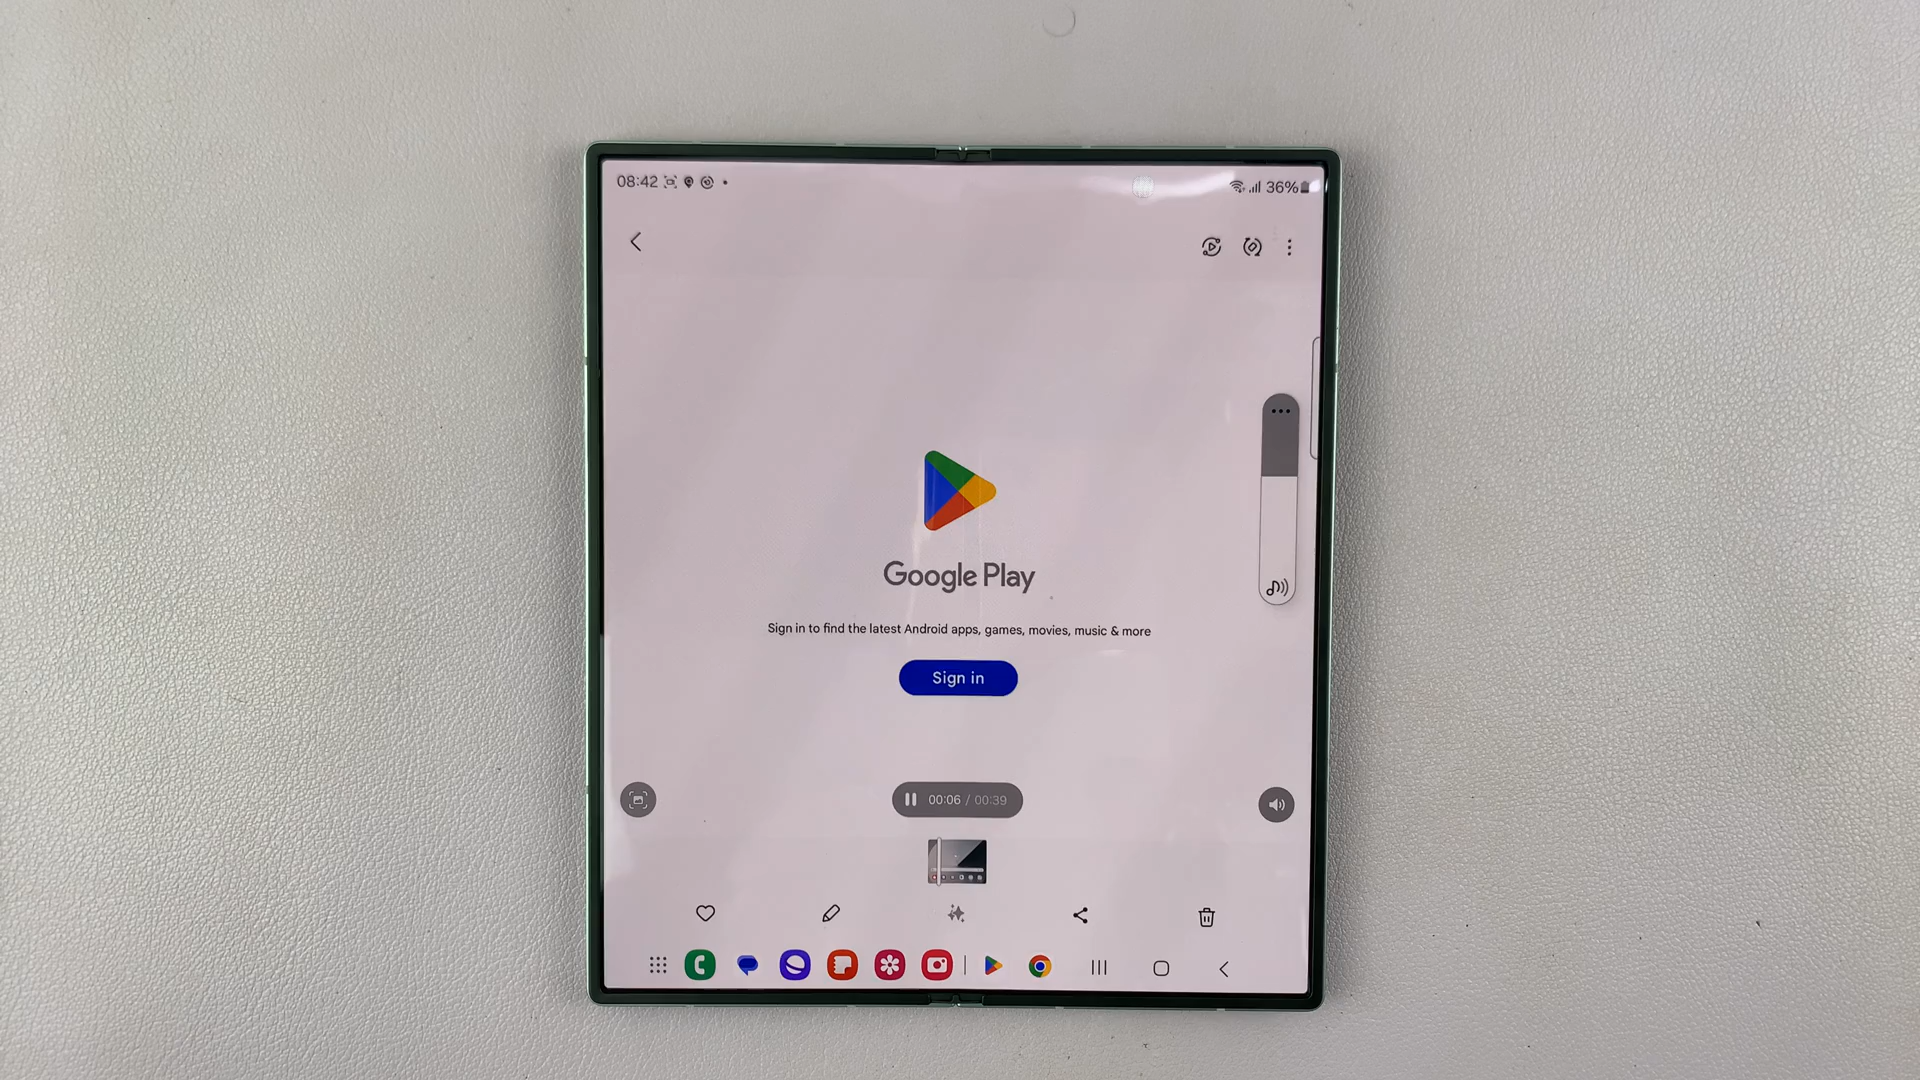 08:42
36%
Google Play
Sign in to find the latest Android apps, games, movies, music & more
Sign in
00:06 / 00:39